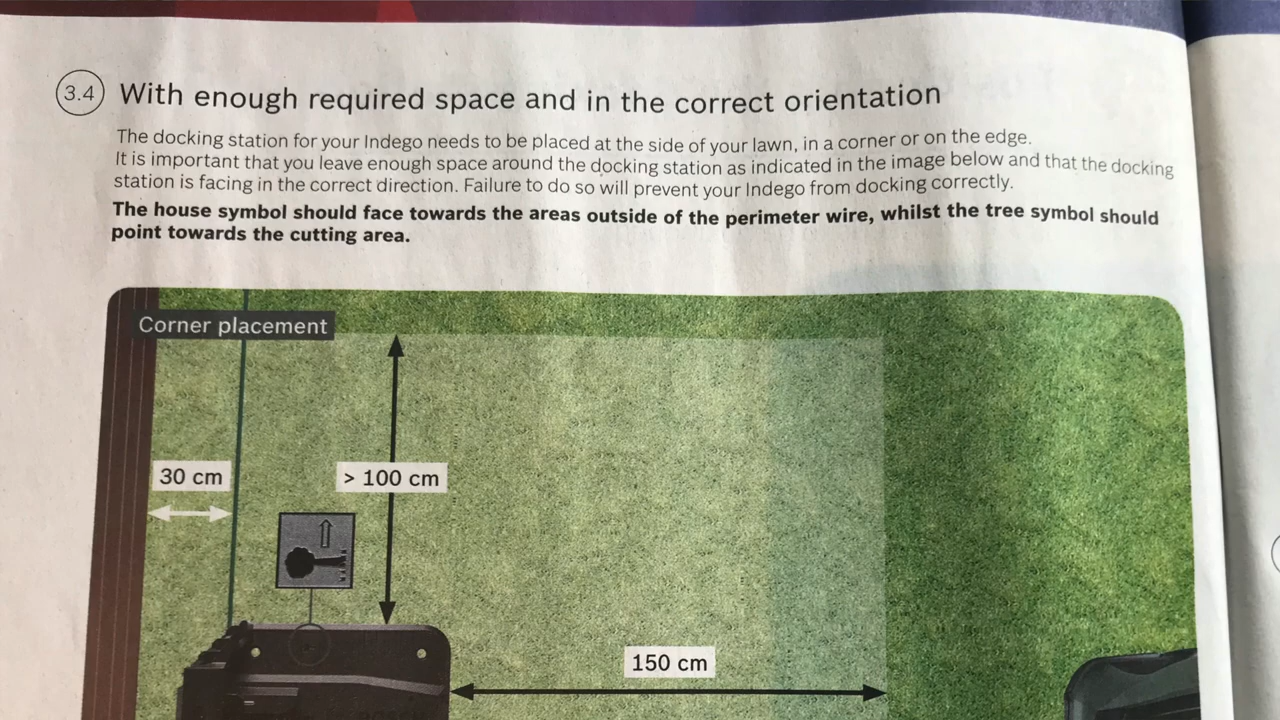 3.4 With enough required space and in the correct orientation
The docking station for your Indego needs to be placed at the side of your lawn, in a corner or on the edge.
It is important that you leave enough space around the docking station as indicated in the image below and that the docking
station is facing in the correct direction. Failure to do so will prevent your Indego from docking correctly.
The house symbol should face towards the areas outside of the perimeter wire, whilst the tree symbol should
point towards the cutting area.
Corner placement
30 cm
> 100 cm
150 cm